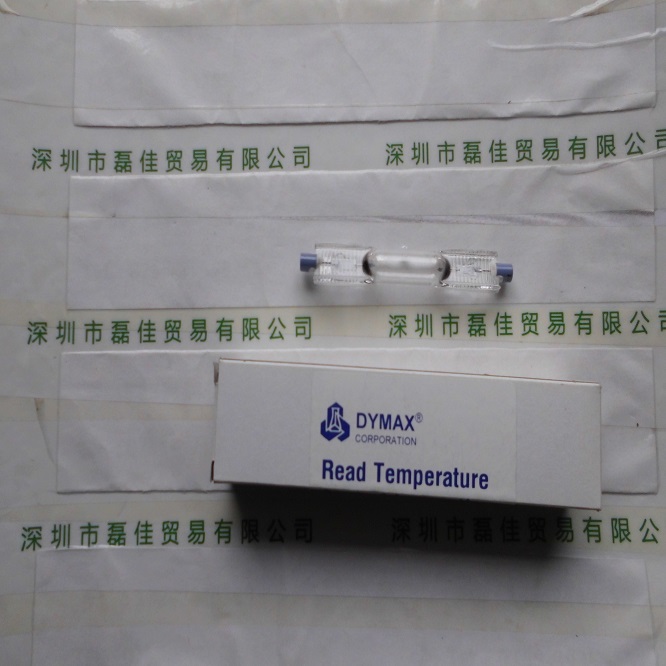 深圳市磊佳贸易有限公司 深圳市磊佳贸易有限公司
深圳市磊佳贸易有限公司 深圳市磊佳贸易有限公司
DYMAX®
CORPORATION
Read Temperature
深圳市磊佳贸易有限公司 深圳市磊佳贸易有限公